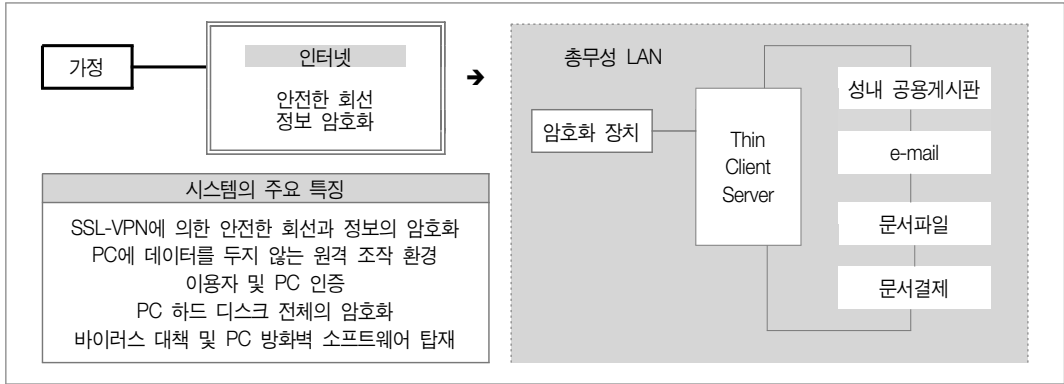 가정
인터넷
안전한 회선
정보 암호화
➔
시스템의 주요 특징
SSL-VPN에 의한 안전한 회선과 정보의 암호화
PC에 데이터를 두지 않는 원격 조작 환경
이용자 및 PC 인증
PC 하드 디스크 전체의 암호화
바이러스 대책 및 PC 방화벽 소프트웨어 탑재
총무성 LAN
암호화 장치
Thin
Client
Server
성내 공용게시판
e-mail
문서파일
문서결제